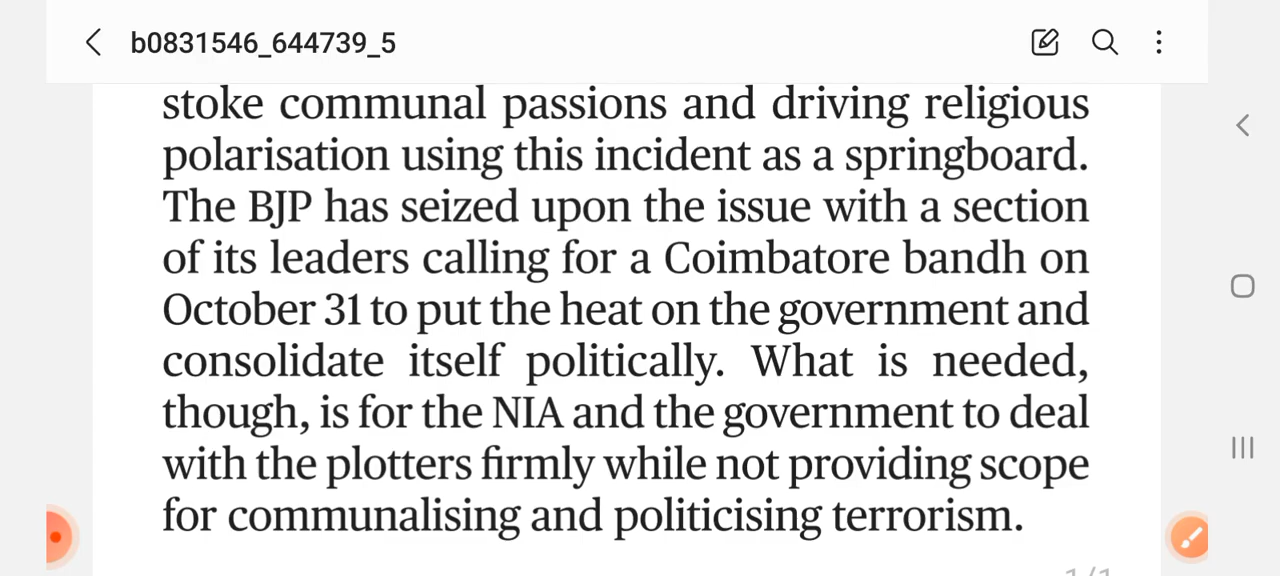 b0831546_644739_5
stoke communal passions and driving religious
polarisation using this incident as a springboard.
The BJP has seized upon the issue with a section
of its leaders calling for a Coimbatore bandh on
October 31 to put the heat on the government and
consolidate itself politically. What is needed,
though, is for the NIA and the government to deal
with the plotters firmly while not providing scope
for communalising and politicising terrorism.
1/1